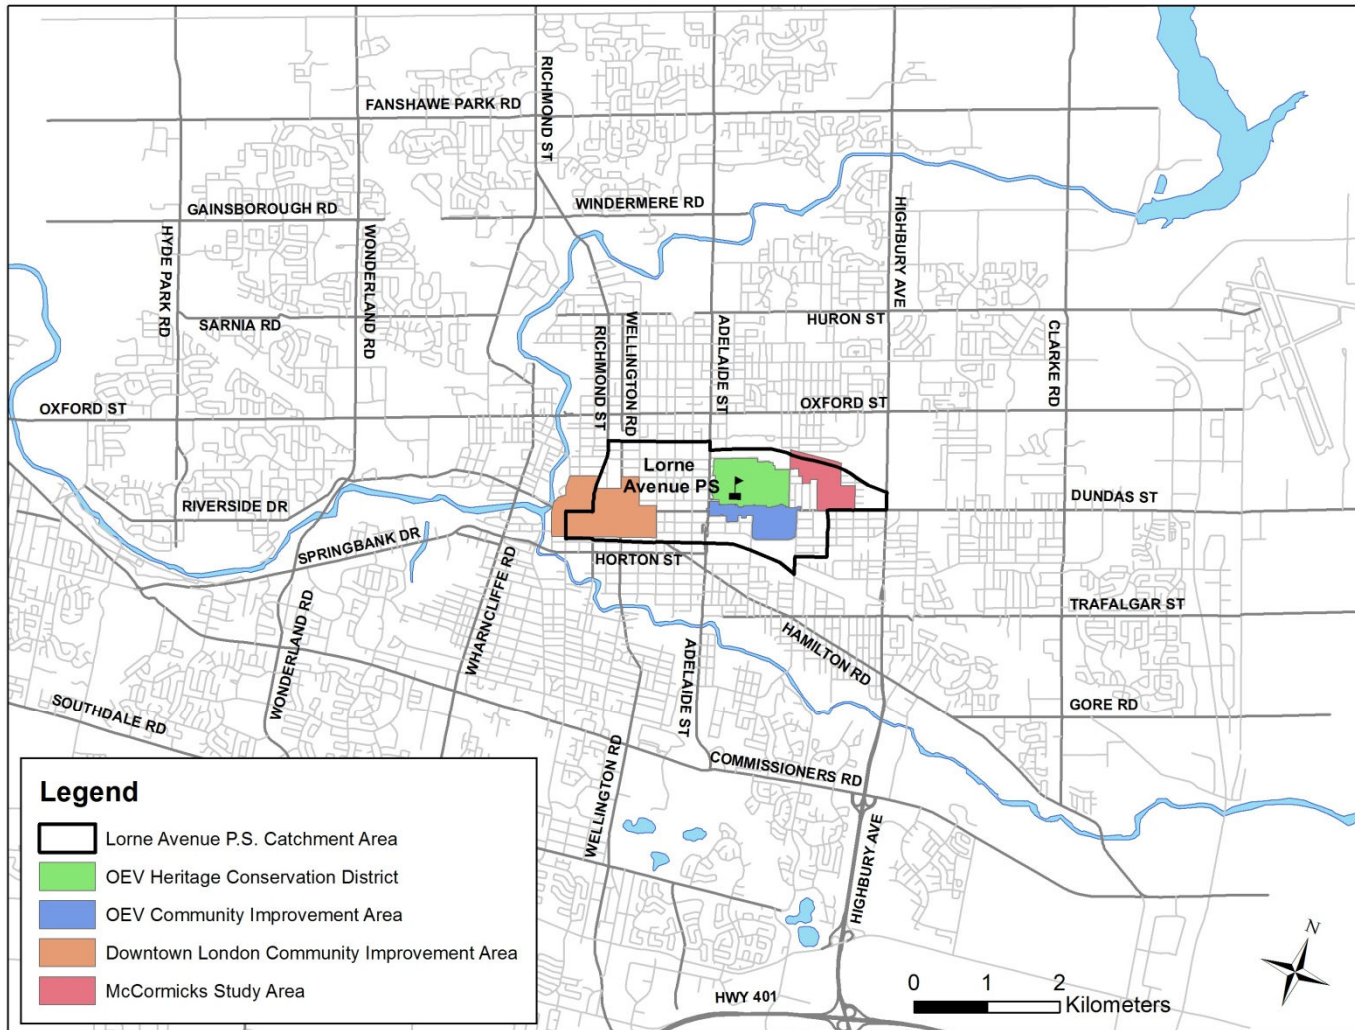 FANSHAWE PARK RD
RICHMOND ST
GAINSBOROUGH RD
WINDERMERE RD
HYDE PARK RD
WONDERLAND RD
HIGHBURY AVE
SARNIA RD
HURON ST
RICHMOND ST
WELLINGTON RD
ADELAIDE ST
CLARKE RD
OXFORD ST
OXFORD ST
Lorne
Avenue PS
RIVERSIDE DR
DUNDAS ST
SPRINGBANK DR
HORTON ST
WHARNCLIFFE RD
WONDERLAND RD
TRAFALGAR ST
HAMILTON RD
ADELAIDE ST
SOUTHDALE RD
GORE RD
COMMISSIONERS RD
WELLINGTON RD
HIGHBURY AVE
HWY 401
Legend
Lorne Avenue P.S. Catchment Area
OEV Heritage Conservation District
OEV Community Improvement Area
Downtown London Community Improvement Area
McCormicks Study Area
N
0 1 2
Kilometers